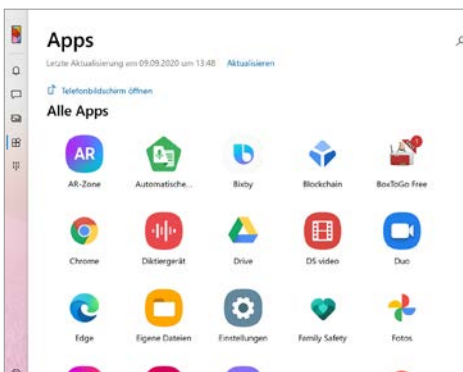 Apps
Letzte Aktualisierung am 09.09.2020 um 13:48 Aktualisieren
Telefonbildschirm öffnen
Alle Apps
AR
1
AR-Zone Automatische... Bixby Blockchain BoxToGo Free
Chrome Diktiergerät Drive DS video Duo
Edge Eigene Dateien Einstellungen Family Safety Fotos